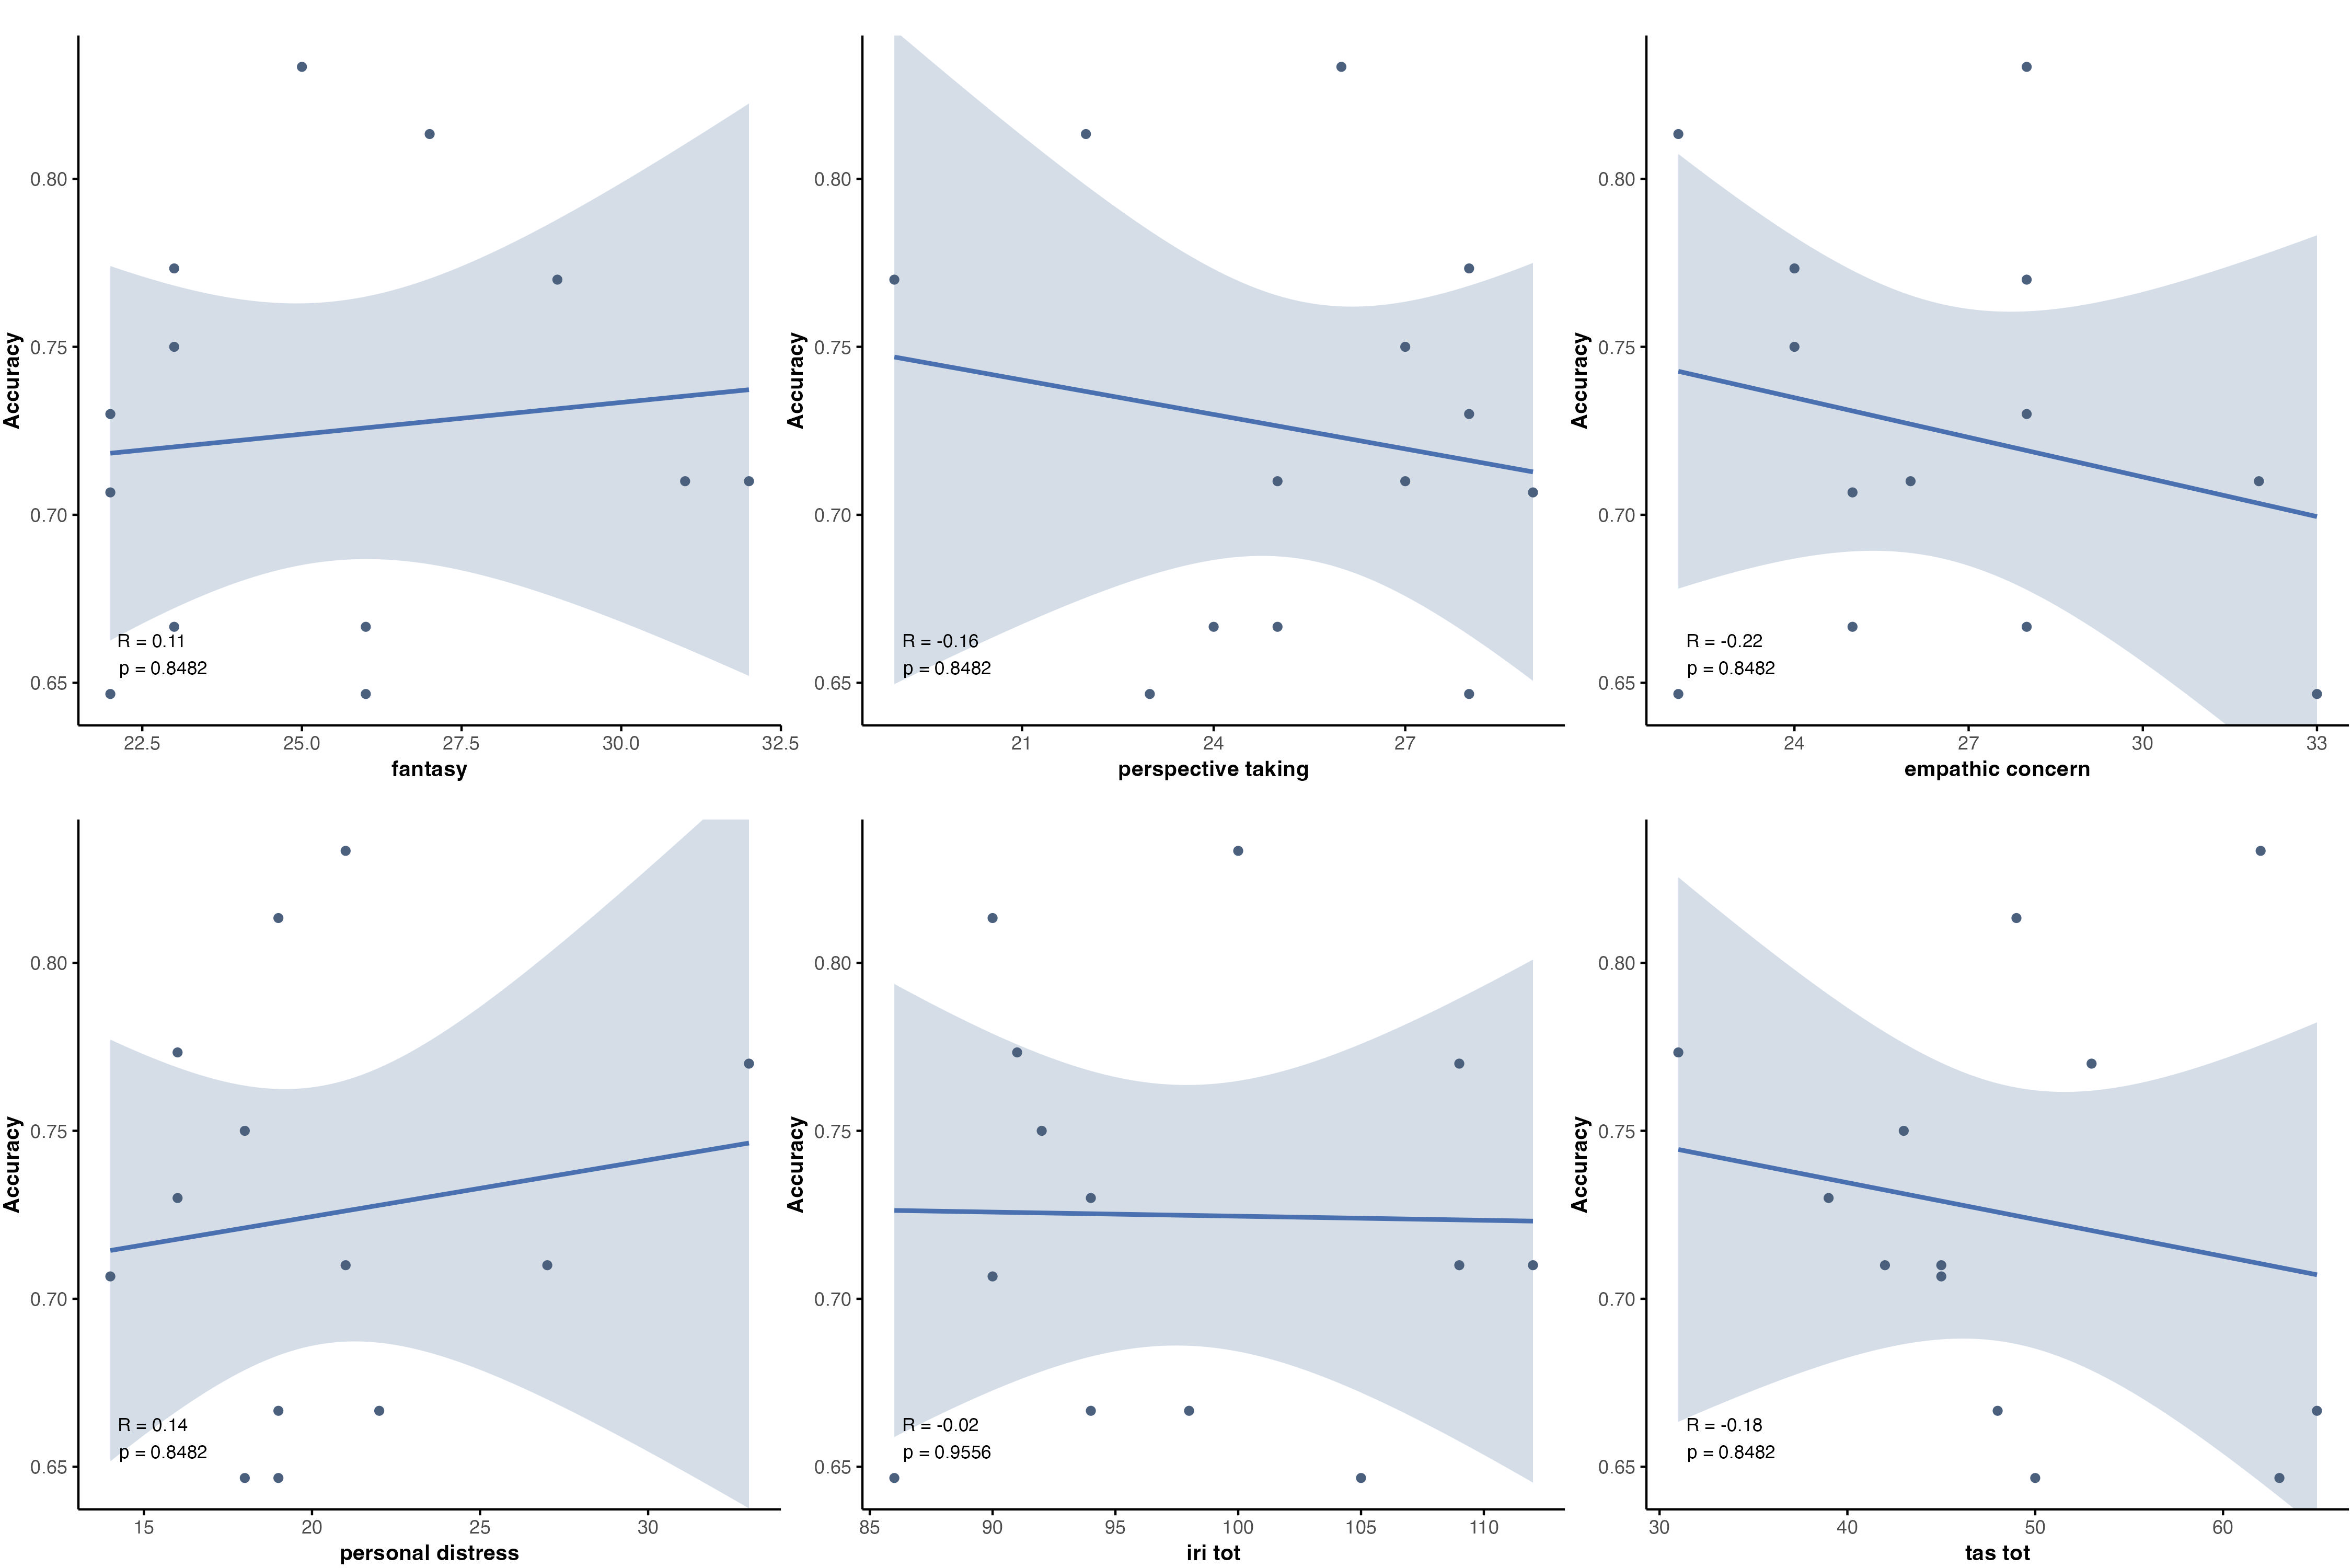 Accuracy
0.80
0.75
0.70
0.65
R = 0.11
p = 0.8482
22.5 25.0 27.5 30.0 32.5
fantasy
Accuracy
0.80
0.75
0.70
0.65
R = -0.16
p = 0.8482
21 24 27
perspective taking
Accuracy
0.80
0.75
0.70
0.65
R = -0.22
p = 0.8482
24 27 30 33
empathic concern
Accuracy
0.80
0.75
0.70
0.65
R = 0.14
p = 0.8482
15 20 25 30
personal distress
Accuracy
0.80
0.75
0.70
0.65
R = -0.02
p = 0.9556
85 90 95 100 105 110
iri tot
Accuracy
0.80
0.75
0.70
0.65
R = -0.18
p = 0.8482
30 40 50 60
tas tot